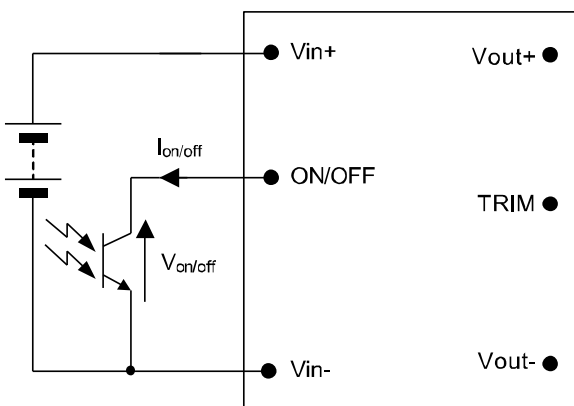 Vin+
Vout+
Ion/off
ON/OFF
TRIM
Von/off
Vin-
Vout-